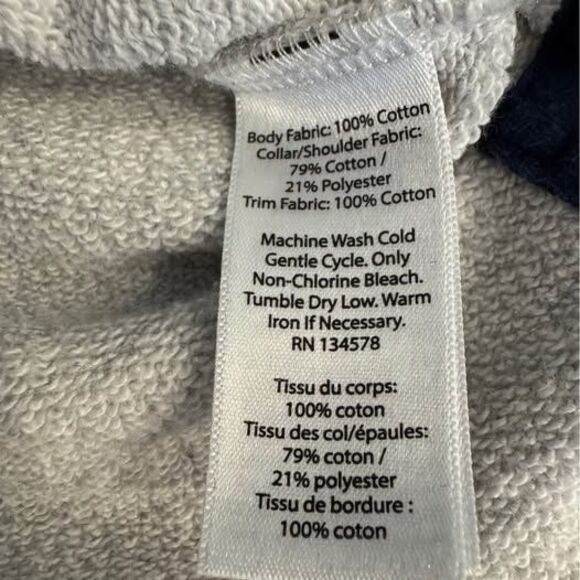 Body Fabric: 100% Cotton
Collar/Shoulder Fabric:
79% Cotton /
21% Polyester
Trim Fabric: 100% Cotton
Machine Wash Cold
Gentle Cycle. Only
Non-Chlorine Bleach.
Tumble Dry Low. Warm
Iron If Necessary.
RN 134578
Tissu du corps:
100% coton
Tissu des col/épaules:
79% coton /
21% polyester
Tissu de bordure :
100% coton